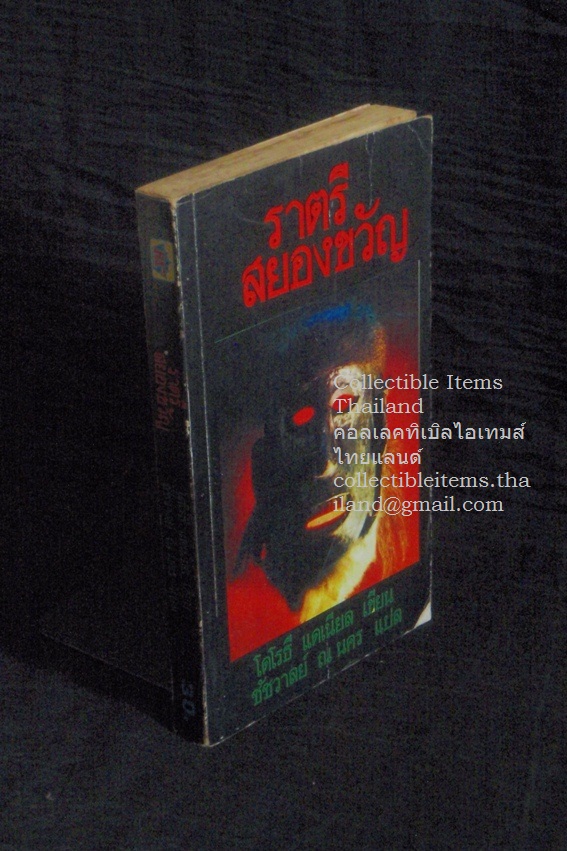 ราตรี
สยองขวัญ
Collectible Items
Thailand
คอลเลคทิเบิลไอเทมส์
ไทยแลนด์
collectibleitems.tha
iland@gmail.com
โดโรธี แดเนียล เขียน
ชัชวาลย์ ณ นคร แปล